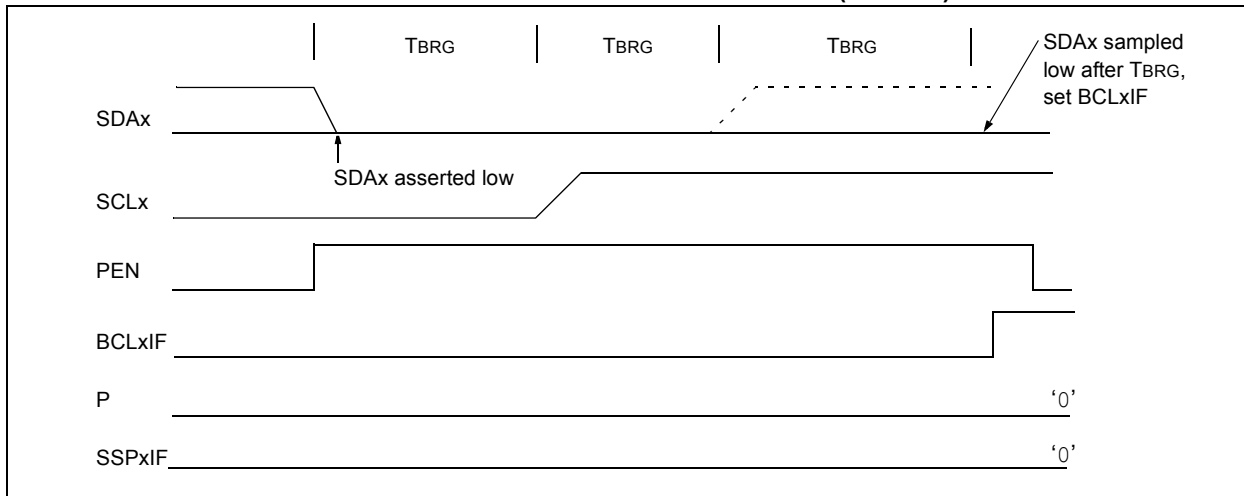 TBRG TBRG TBRG
SDAx sampled
low after TBRG,
set BCLxIF
SDAx
SDAx asserted low
SCLx
PEN
BCLxIF
P
‘0’
SSPxIF
‘0’